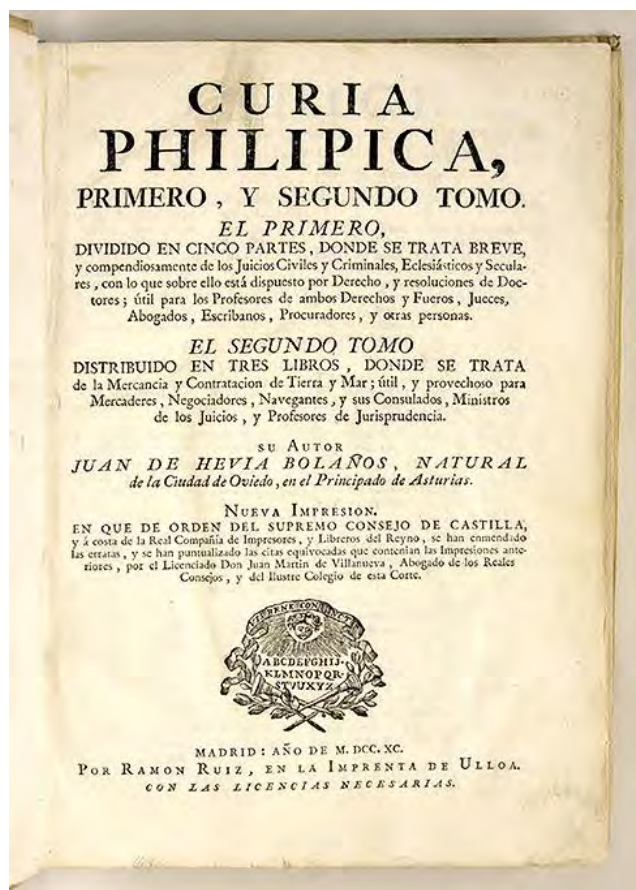 CURIA
PHILIPICA,
PRIMERO, Y SEGUNDO TOMO.
EL PRIMERO,
DIVIDIDO EN CINCO PARTES, DONDE SE TRATA BREVE,
y compendiosamente de los Juicios Civiles y Criminales, Eclesiásticos y Secula-
res, con lo que sobre ello está dispuesto por Derecho, y resoluciones de Doc-
tores; útil para los Profesores de ambos Derechos y Fueros, Jueces,
Abogados, Escribanos, Procuradores, y otras personas.
EL SEGUNDO TOMO
DISTRIBUIDO EN TRES LIBROS, DONDE SE TRATA
de la Mercancia y Contratacion de Tierra y Mar; útil, y provechoso para
Mercaderes, Negociadores, Navegantes, y sus Consulados, Ministros
de los Juicios, y Profesores de Jurisprudencia.
SU AUTOR
JUAN DE HEVIA BOLAÑOS, NATURAL
de la Ciudad de Oviedo, en el Principado de Asturias.
NUEVA IMPRESION.
EN QUE DE ORDEN DEL SUPREMO CONSEJO DE CASTILLA,
y á costa de la Real Compañía de Impresores, y Libreros del Reyno, se han enmendado
las erratas, y se han puntualizado las citas equivocadas que contenian las Impresiones ante-
riores, por el Licenciado Don Juan Martin de Villanueva, Abogado de los Reales
Consejos, y del Ilustre Colegio de esta Corte.
ABCDEFGHIJ
KLMNOPQR
STVUXYZ
MADRID: AÑO DE M. DCC. XC.
POR RAMON RUIZ, EN LA IMPRENTA DE ULLOA.
CON LAS LICENCIAS NECESARIAS.